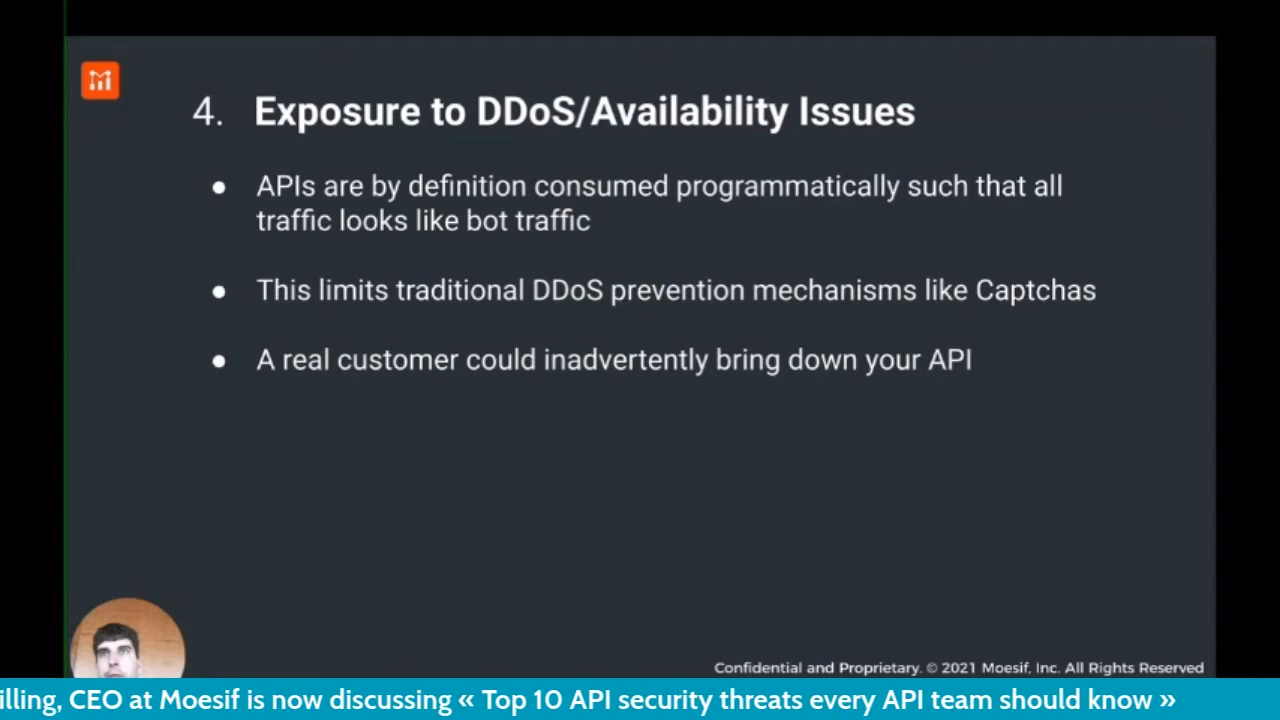 4. Exposure to DDoS/Availability Issues
● APIs are by definition consumed programmatically such that all
traffic looks like bot traffic
● This limits traditional DDoS prevention mechanisms like Captchas
● A real customer could inadvertently bring down your API
Confidential and Proprietary. © 2021 Moesif, Inc. All Rights Reserved
illing, CEO at Moesif is now discussing « Top 10 API security threats every API team should know »